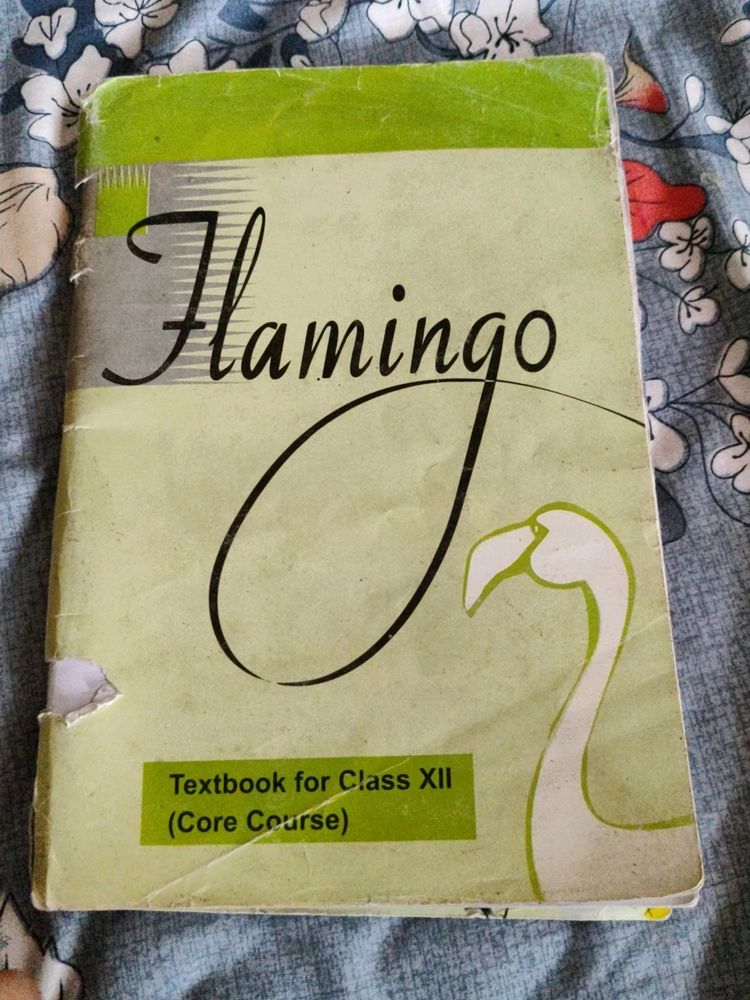 Flamingo
Textbook for Class XII
(Core Course)